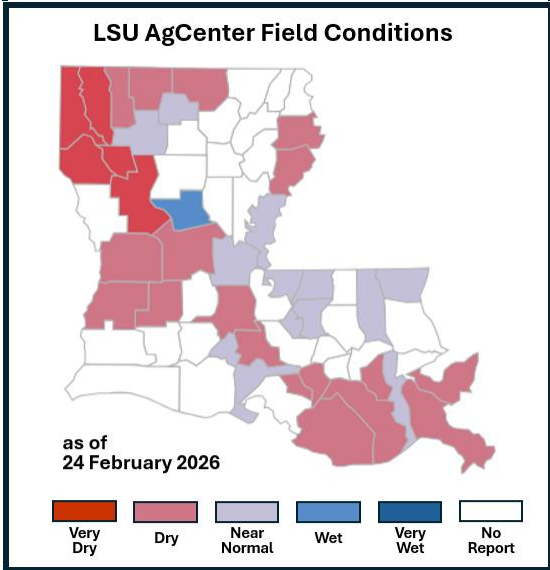 LSU AgCenter Field Conditions
as of
24 February 2026
Very
Dry
Dry
Near
Normal
Wet
Very
Wet
No
Report